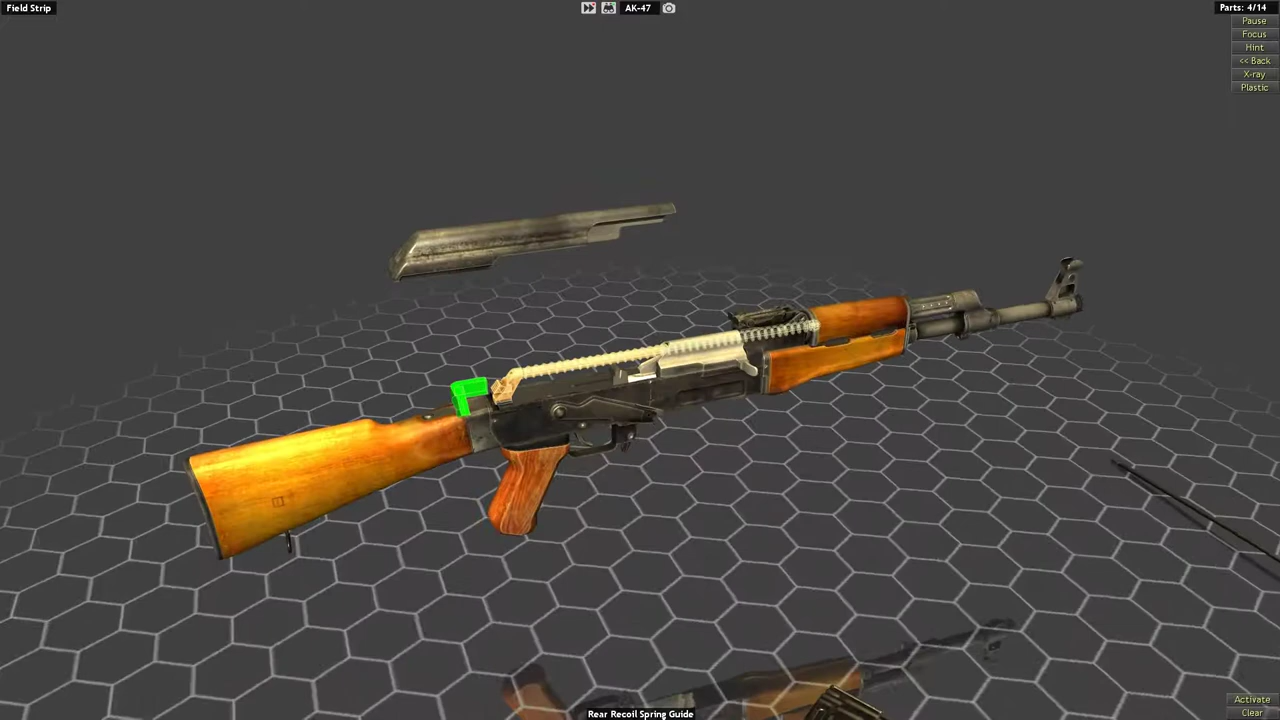 Field Strip
AK-47
Parts: 4/14
Pause
Focus
Hint
<< Back
X-ray
Plastic
Activate
Clear
Rear Recoil Spring Guide